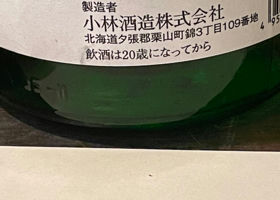 製造者
小林酒造株式会社
北海道夕張郡栗山町錦3丁目109番地
飲酒は20歳になってから